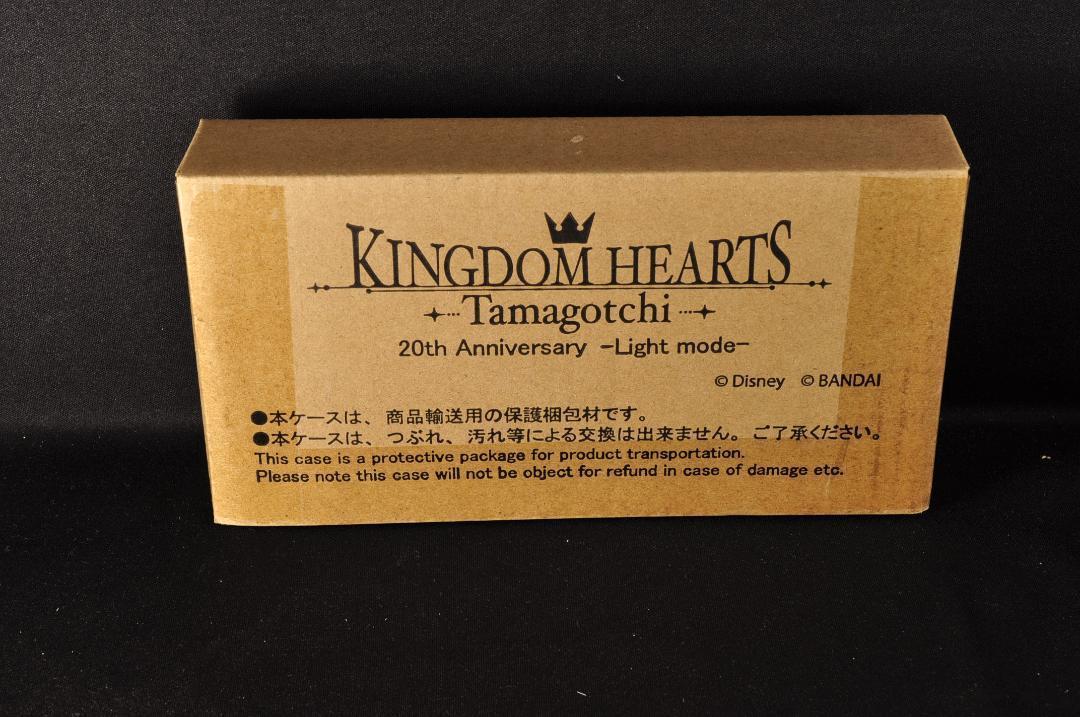 KINGDOM HEARTS
Tamagotchi
20th Anniversary -Light mode-
© Disney © BANDAI
●本ケースは、商品輸送用の保護梱包材です。
●本ケースは、つぶれ、汚れ等による交換は出来ません。ご了承ください。
This case is a protective package for product transportation.
Please note this case will not be object for refund in case of damage etc.